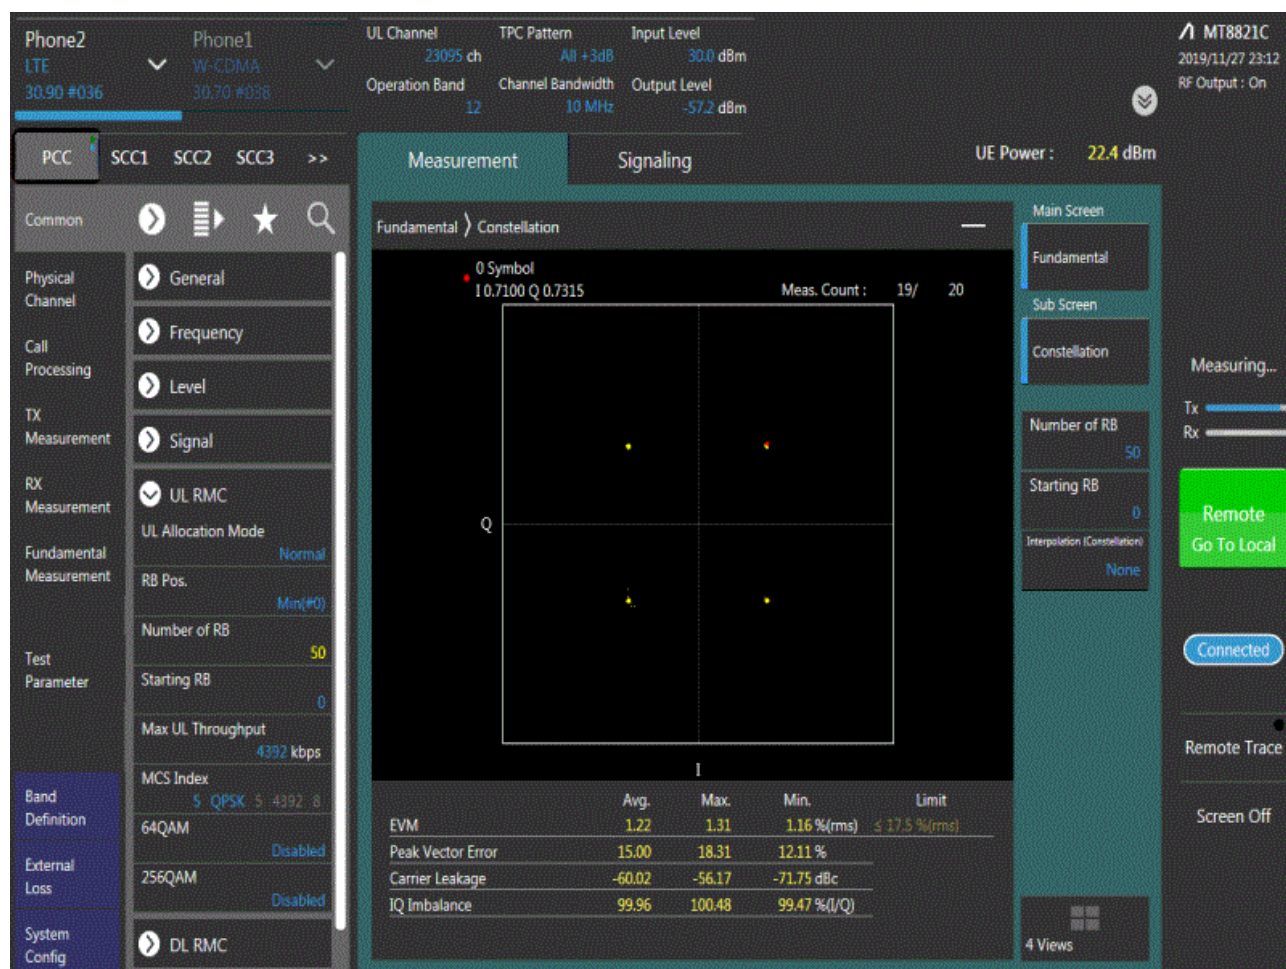 Phone2
LTE
30.90 #036
Phone1
W-CDMA
30.70 #038
UL Channel
23095 ch
TPC Pattern
All +3dB
Input Level
30.0 dBm
Operation Band
12
Channel Bandwidth
10 MHz
Output Level
-57.2 dBm
MT8821C
2019/11/27 23:12
RF Output : On
PCC SCC1 SCC2 SCC3 >>
Measurement Signaling
UE Power : 22.4 dBm
Common
Physical
Channel
Call
Processing
TX
Measurement
RX
Measurement
Fundamental
Measurement
Test
Parameter
Band
Definition
External
Loss
System
Config
General
Frequency
Level
Signal
UL RMC
UL Allocation Mode
Normal
RB Pos.
Min(#0)
Number of RB
50
Starting RB
0
Max UL Throughput
4392 kbps
MCS Index
5 QPSK 5 4392 8
64QAM
Disabled
256QAM
Disabled
DL RMC
Fundamental 〉 Constellation
0 Symbol
I 0.7100 Q 0.7315
Meas. Count : 19/ 20
Q
I
Avg. Max. Min. Limit
EVM 1.22 1.31 1.16 %(rms) ≤ 17.5 %(rms)
Peak Vector Error 15.00 18.31 12.11 %
Carrier Leakage -60.02 -56.17 -71.75 dBc
IQ Imbalance 99.96 100.48 99.47 %(I/Q)
Main Screen
Fundamental
Sub Screen
Constellation
Number of RB
50
Starting RB
0
Interpolation (Constellation)
None
4 Views
Measuring...
Tx
Rx
Remote
Go To Local
Connected
Remote Trace
Screen Off